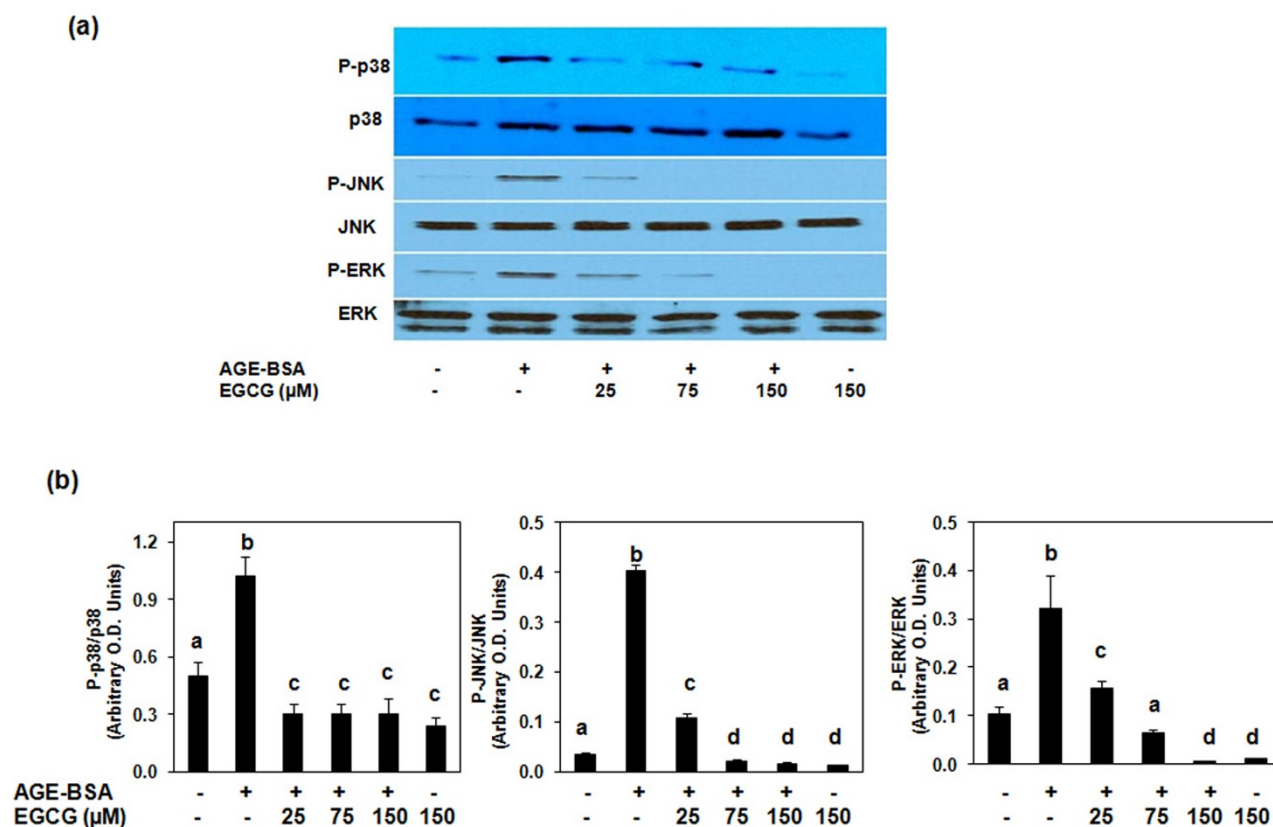 (a)
P-p38
p38
P-JNK
JNK
P-ERK
ERK
AGE-BSA - + + + + -
EGCG (µM) - - 25 75 150 150
(b)
P-p38/p38
(Arbitrary O.D. Units)
1.2
0.9
0.6
0.3
0.0
a b c c c c
P-JNK/JNK
(Arbitrary O.D. Units)
0.5
0.4
0.3
0.2
0.1
0.0
a b c d d d
P-ERK/ERK
(Arbitrary O.D. Units)
0.5
0.4
0.3
0.2
0.1
0.0
a b c a d d
AGE-BSA - + + + + - - + + + + - - + + + + -
EGCG (µM) - - 25 75 150 150 - - 25 75 150 150 - - 25 75 150 150